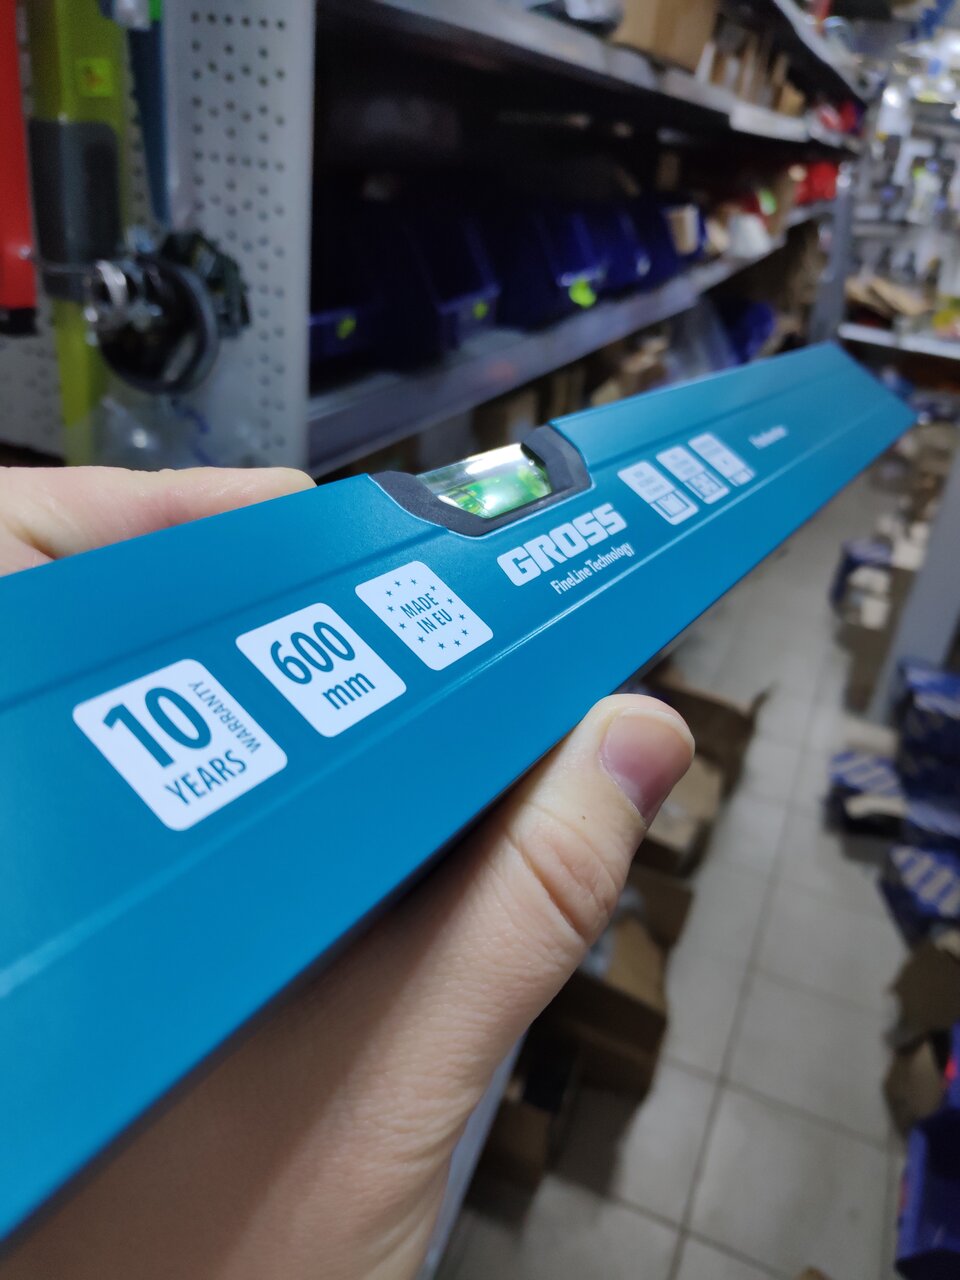 10
YEARS
WARRANTY
600
mm
MADE
IN EU
GROSS
FineLine Technology